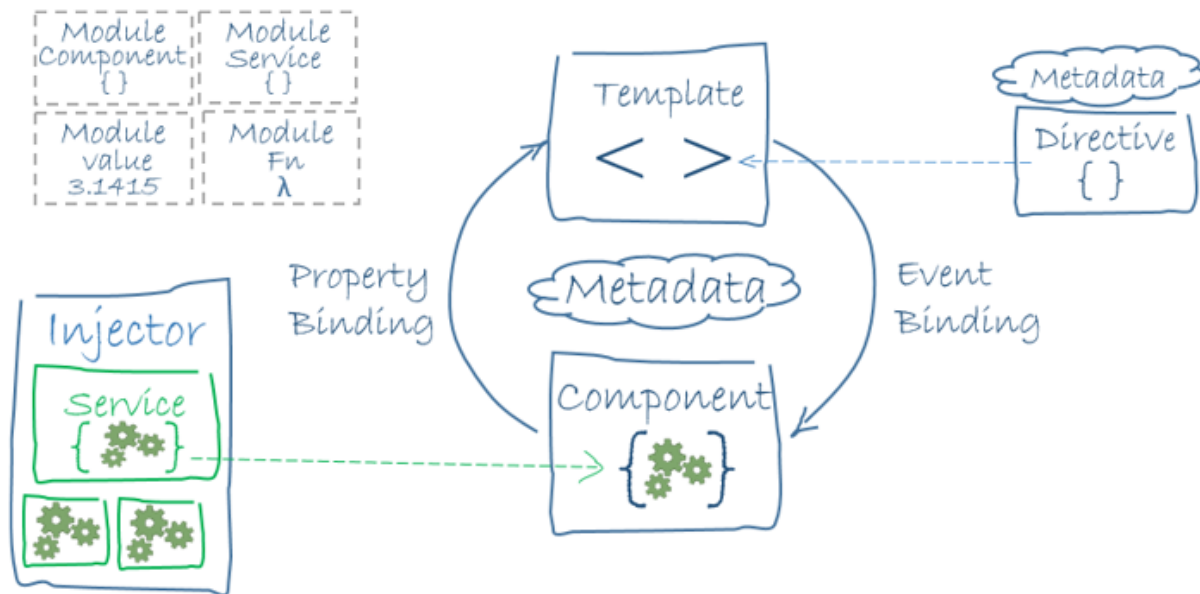 Module
Component
{ }
Module
Service
{ }
Module
value
3.1415
Module
Fn
λ
Template
< >
Metadata
Directive
{ }
Property
Binding
Metadata
Event
Binding
Injector
Service
{ }
Component
{ }